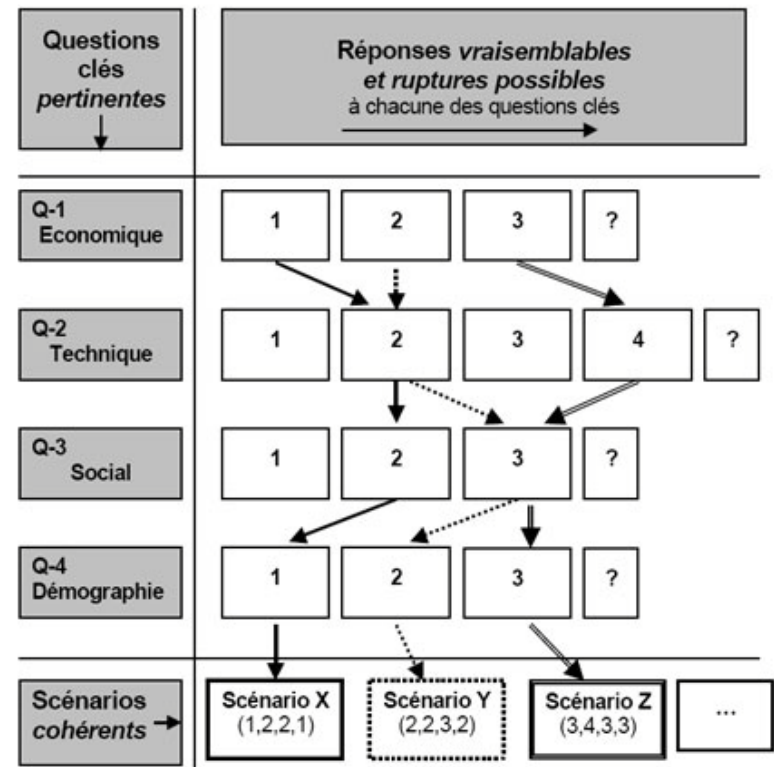 Questions
clés
pertinentes
Réponses vraisemblables
et ruptures possibles
à chacune des questions clés
Q-1
Economique
1
2
3
?
Q-2
Technique
1
2
3
4
?
Q-3
Social
1
2
3
?
Q-4
Démographie
1
2
3
?
Scénarios
cohérents
Scénario X
(1,2,2,1)
Scénario Y
(2,2,3,2)
Scénario Z
(3,4,3,3)
...